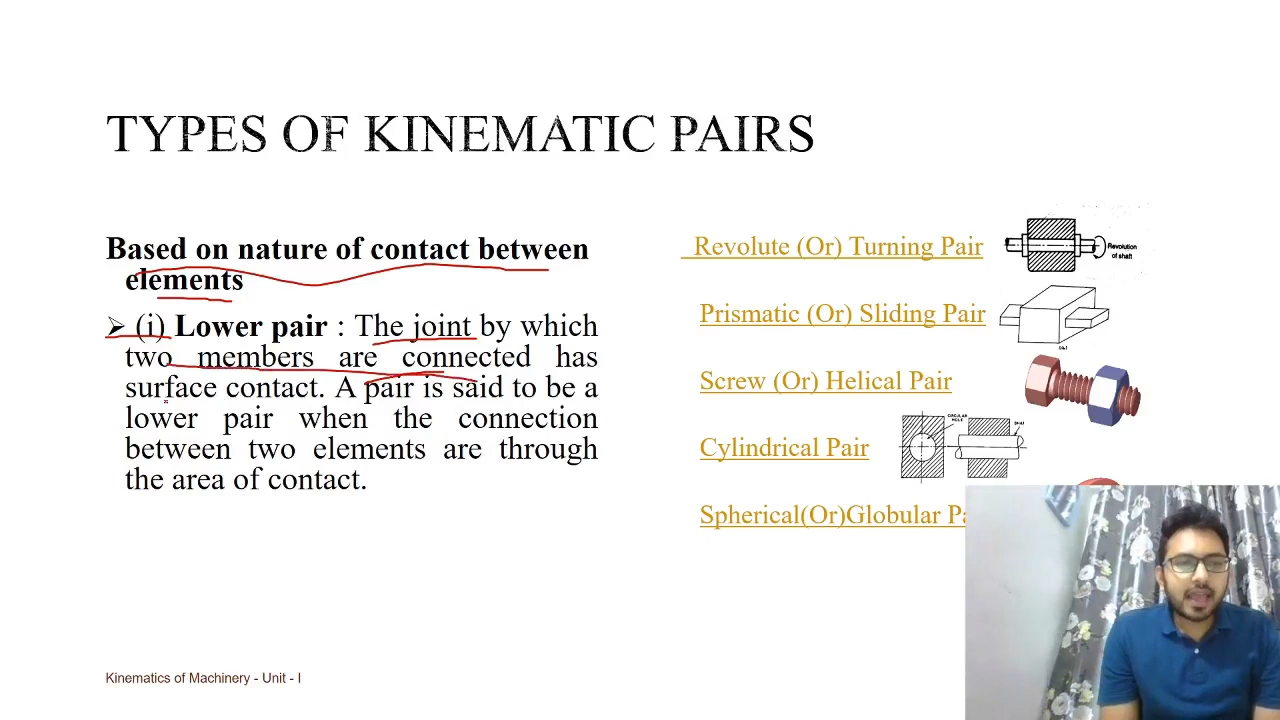 TYPES OF KINEMATIC PAIRS
Based on nature of contact between
elements
➢ (i) Lower pair : The joint by which
two members are connected has
surface contact. A pair is said to be a
lower pair when the connection
between two elements are through
the area of contact.
Revolute (Or) Turning Pair
Revolution
of shaft
Prismatic (Or) Sliding Pair
Screw (Or) Helical Pair
CIRCULAR
HOLE
Cylindrical Pair
Spherical(Or)Globular
Kinematics of Machinery - Unit - I